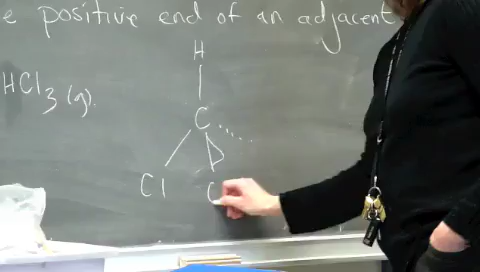 e positive end of an adjacent
HCl3(g).
H
C
Cl C